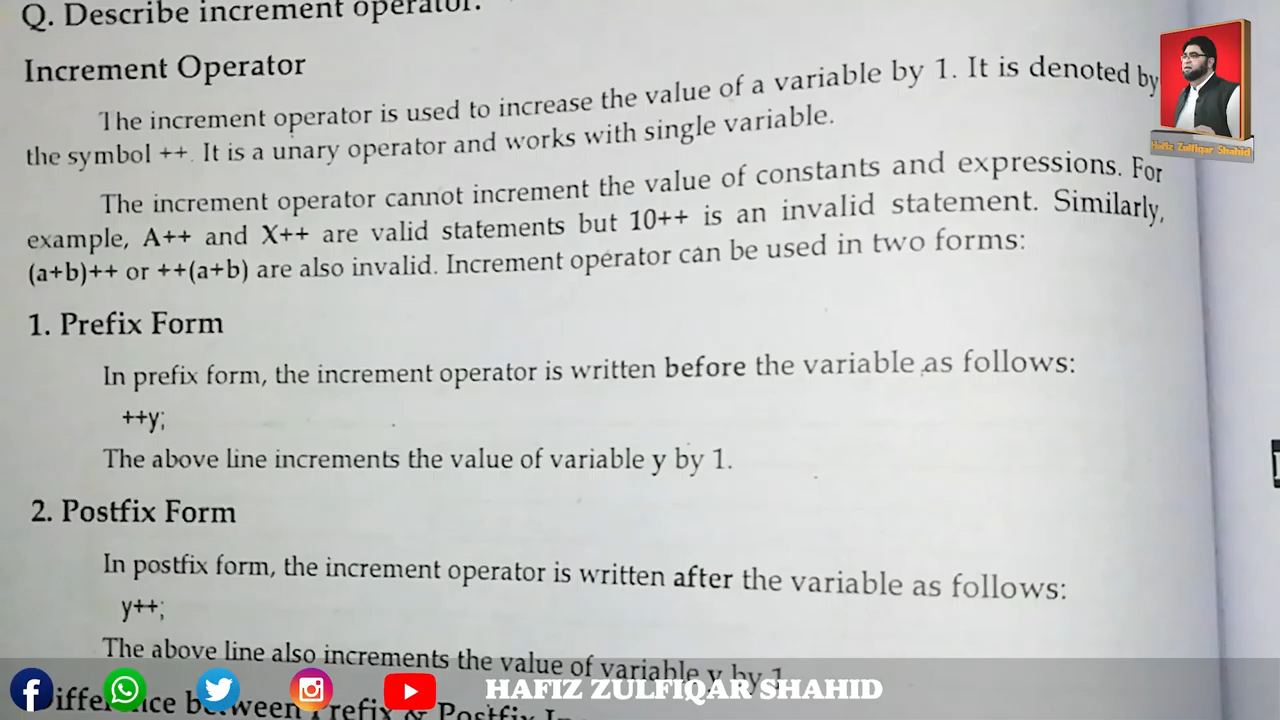 Q. Describe increment operator.
Increment Operator
The increment operator is used to increase the value of a variable by 1. It is denoted by
the symbol ++. It is a unary operator and works with single variable.
The increment operator cannot increment the value of constants and expressions. For
example, A++ and X++ are valid statements but 10++ is an invalid statement. Similarly,
(a+b)++ or ++(a+b) are also invalid. Increment operator can be used in two forms:
1. Prefix Form
In prefix form, the increment operator is written before the variable as follows:
++y;
The above line increments the value of variable y by 1.
2. Postfix Form
In postfix form, the increment operator is written after the variable as follows:
y++;
The above line also increments the value of variable y by 1
Difference between Prefix & Postfix
Hafiz Zulfiqar Shahid
HAFIZ ZULFIQAR SHAHID